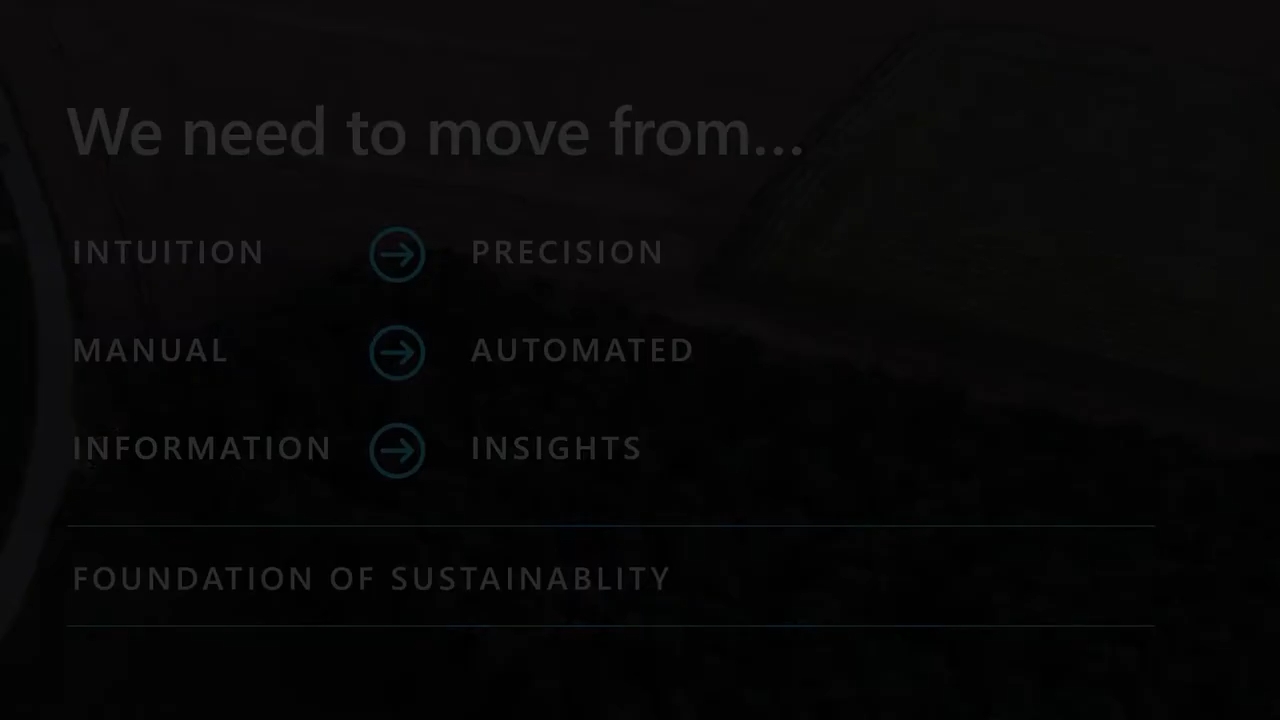 We need to move from...
INTUITION PRECISION
MANUAL AUTOMATED
INFORMATION INSIGHTS
FOUNDATION OF SUSTAINABLITY